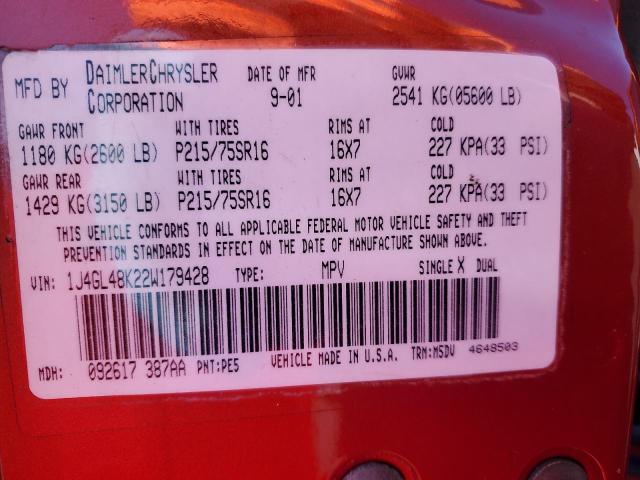 MFD BY DAIMLERCHRYSLER CORPORATION DATE OF MFR 9-01 GVWR 2541 KG(05600 LB)
GAWR FRONT WITH TIRES RIMS AT COLD
1180 KG(2600 LB) P215/75SR16 16X7 227 KPA(33 PSI)
GAWR REAR WITH TIRES RIMS AT COLD
1429 KG(3150 LB) P215/75SR16 16X7 227 KPA(33 PSI)
THIS VEHICLE CONFORMS TO ALL APPLICABLE FEDERAL MOTOR VEHICLE SAFETY AND THEFT
PREVENTION STANDARDS IN EFFECT ON THE DATE OF MANUFACTURE SHOWN ABOVE.
VIN: 1J4GL48K22W179428 TYPE: MPV SINGLE X DUAL
MDH: 092617 387AA PNT:PE5 VEHICLE MADE IN U.S.A. TRM:M5DV 4648503